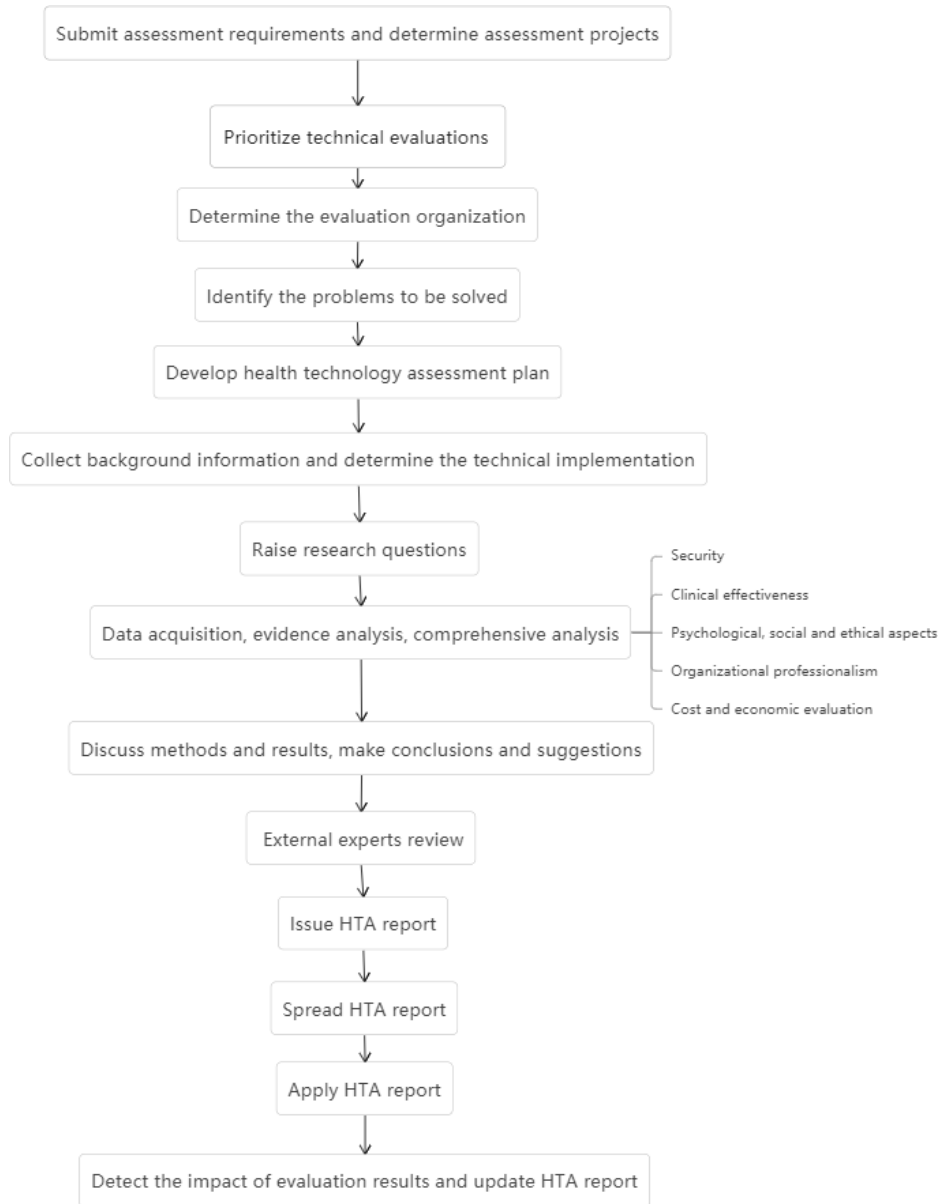 Submit assessment requirements and determine assessment projects
Prioritize technical evaluations
Determine the evaluation organization
Identify the problems to be solved
Develop health technology assessment plan
Collect background information and determine the technical implementation
Raise research questions
Data acquisition, evidence analysis, comprehensive analysis
Security
Clinical effectiveness
Psychological, social and ethical aspects
Organizational professionalism
Cost and economic evaluation
Discuss methods and results, make conclusions and suggestions
External experts review
Issue HTA report
Spread HTA report
Apply HTA report
Detect the impact of evaluation results and update HTA report